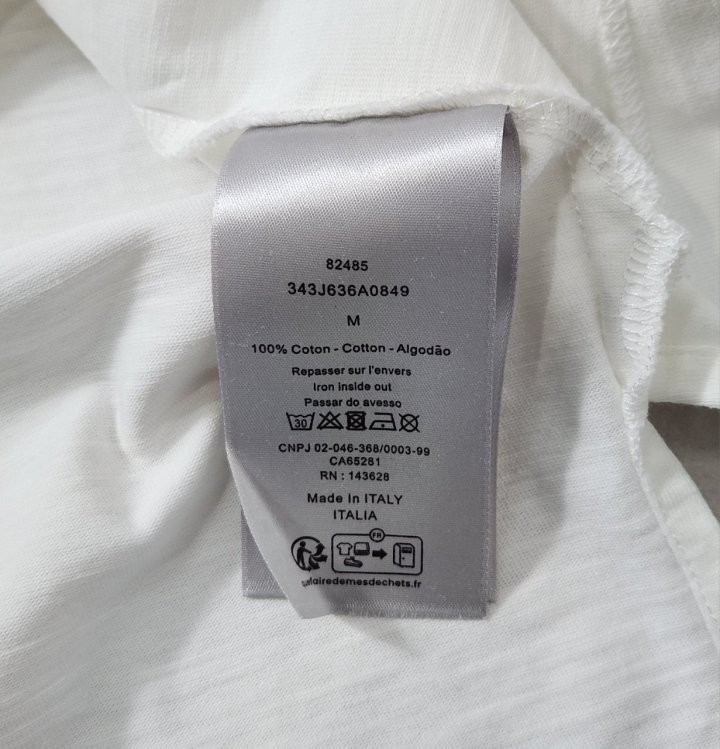 82485
343J636A0849
M
100% Coton - Cotton - Algodão
Repasser sur l'envers
Iron inside out
Passar do avesso
30
CNPJ 02-046-368/0003-99
CA65281
RN : 143628
Made In ITALY
ITALIA
FR
quefairedemesdechets.fr